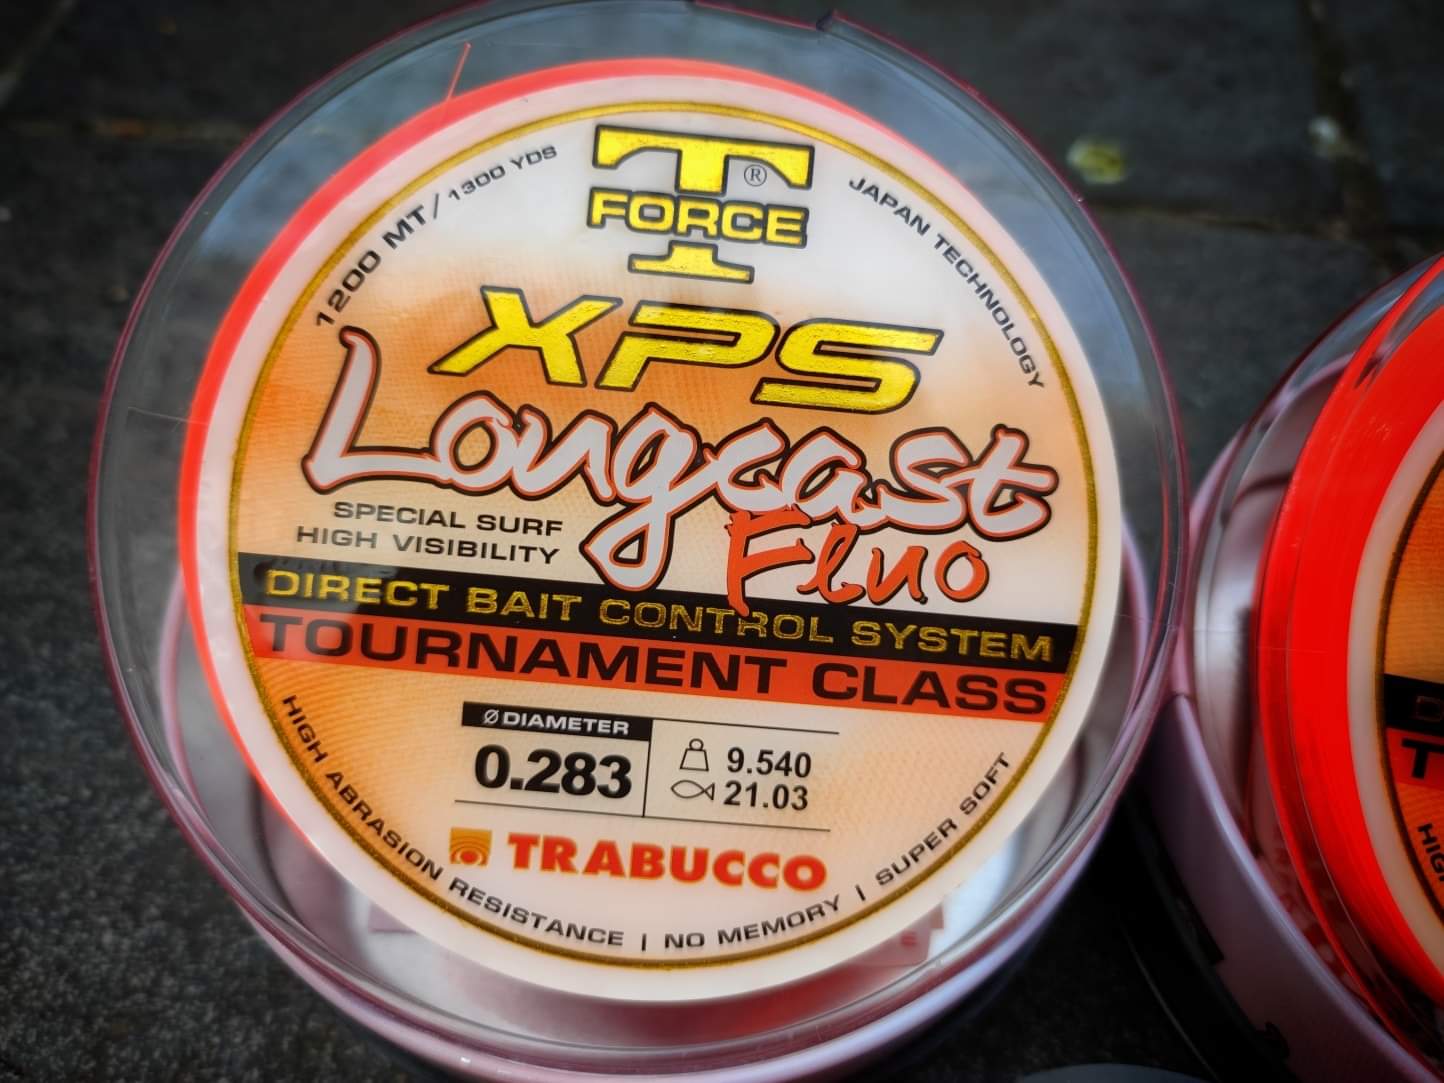 T®
FORCE
1200 MT / 1300 YDS
JAPAN TECHNOLOGY
XPS
Longcast
Fluo
SPECIAL SURF
HIGH VISIBILITY
DIRECT BAIT CONTROL SYSTEM
TOURNAMENT CLASS
Ø DIAMETER
0.283
9.540
21.03
TRABUCCO
HIGH ABRASION RESISTANCE | NO MEMORY | SUPER SOFT